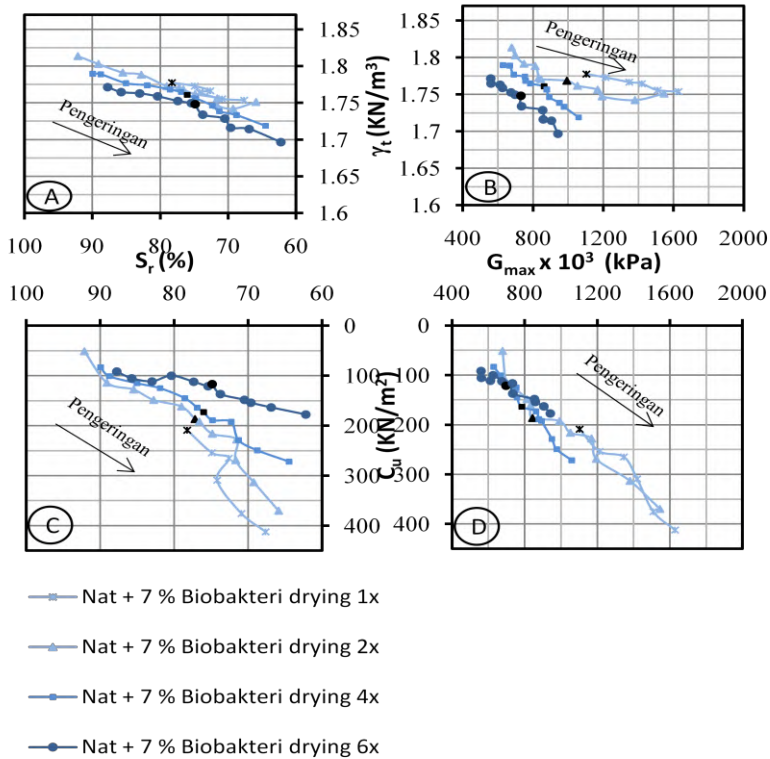 1.85
1.8
1.75
1.7
1.65
1.6
γt (KN/m³)
Pengeringan
A
100 90 80 70 60
Sr (%)
1.85
1.8
1.75
1.7
1.65
1.6
Pengeringan
B
400 800 1200 1600 2000
Gmax x 10³ (kPa)
100 90 80 70 60
0
100
200
300
400
Cu (KN/m²)
Pengeringan
C
400 800 1200 1600 2000
0
100
200
300
400
Pengeringan
D
Nat + 7 % Biobakteri drying 1x
Nat + 7 % Biobakteri drying 2x
Nat + 7 % Biobakteri drying 4x
Nat + 7 % Biobakteri drying 6x